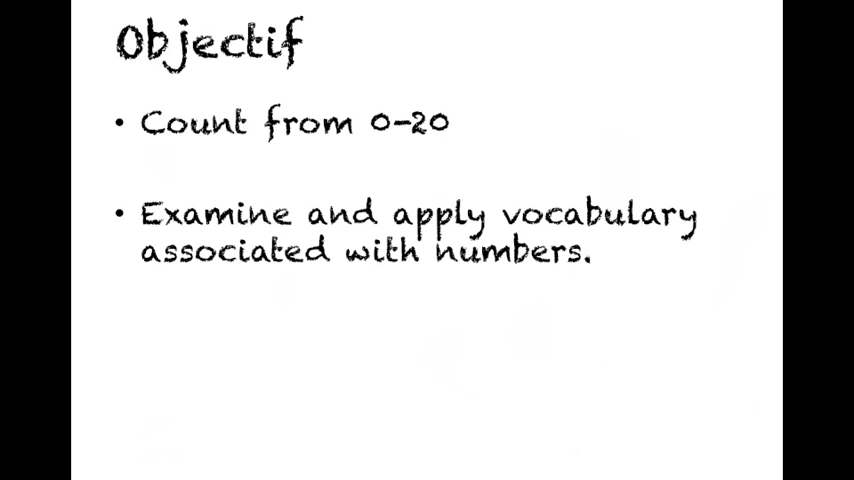 Objectif
• Count from 0-20
• Examine and apply vocabulary
associated with numbers.